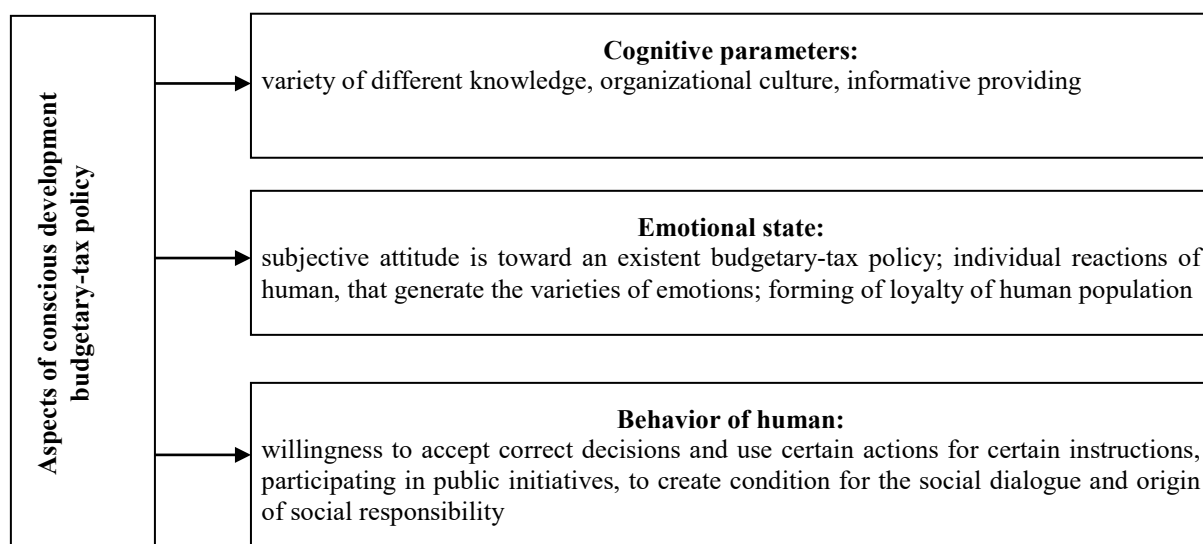 Aspects of conscious development
budgetary-tax policy
Cognitive parameters:
variety of different knowledge, organizational culture, informative providing
Emotional state:
subjective attitude is toward an existent budgetary-tax policy; individual reactions of
human, that generate the varieties of emotions; forming of loyalty of human population
Behavior of human:
willingness to accept correct decisions and use certain actions for certain instructions,
participating in public initiatives, to create condition for the social dialogue and origin
of social responsibility